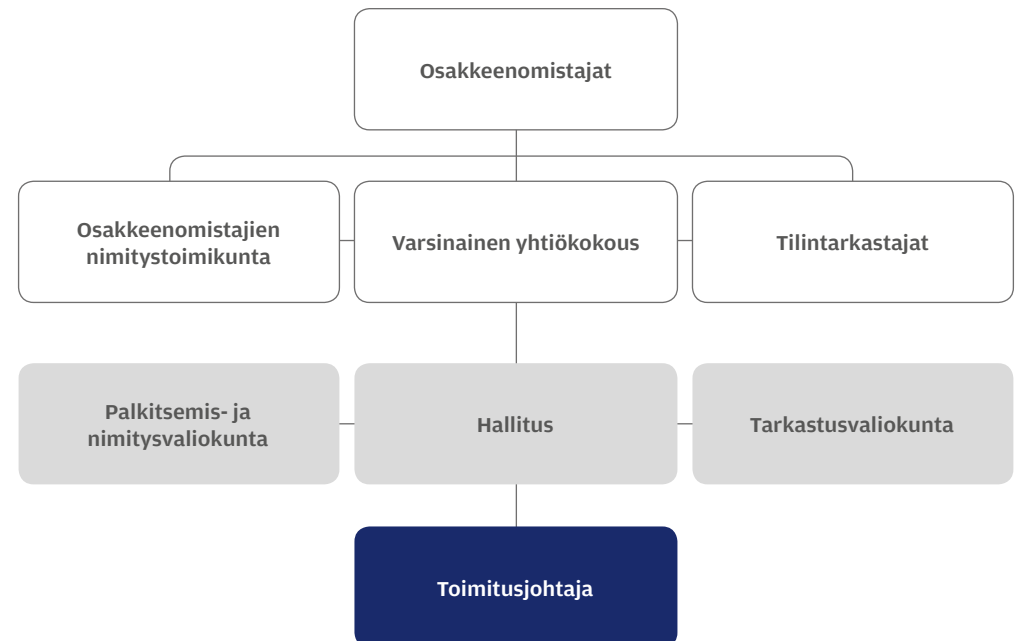 Osakkeenomistajat
Osakkeenomistajien
nimitystoimikunta
Varsinainen yhtiökokous
Tilintarkastajat
Palkitsemis- ja
nimitysvaliokunta
Hallitus
Tarkastusvaliokunta
Toimitusjohtaja